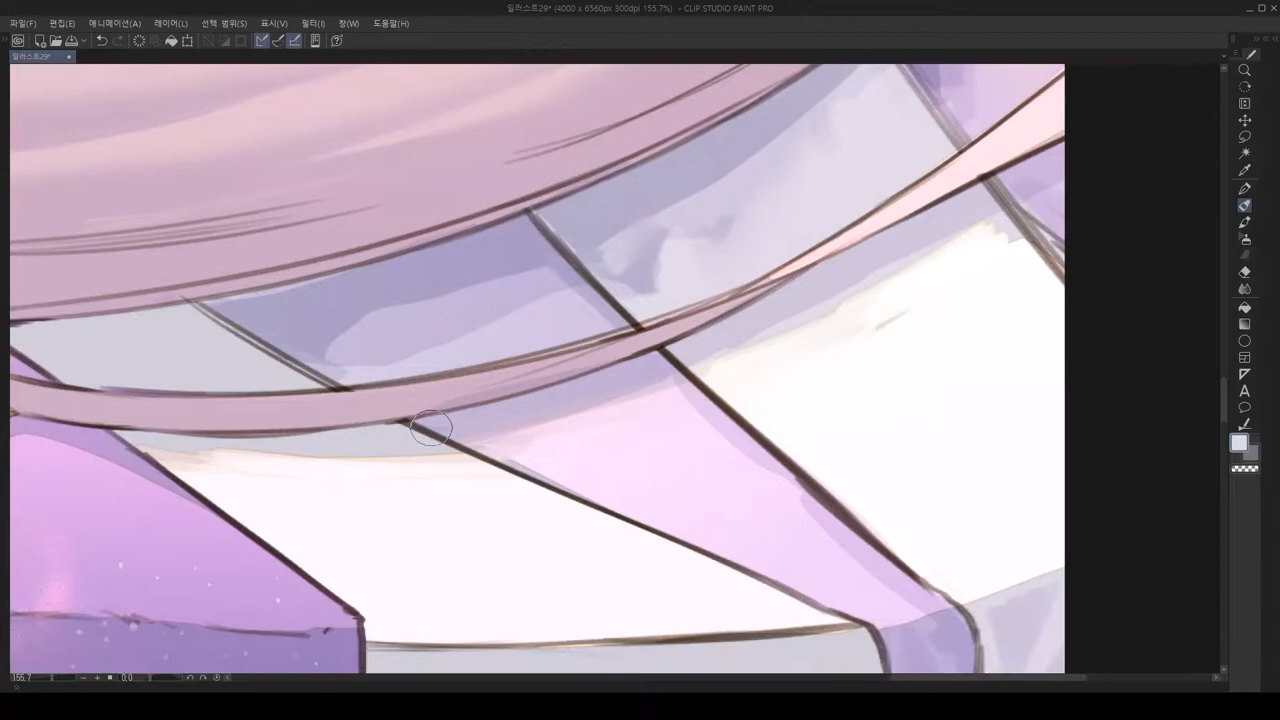 일러스트29* (4000 x 6560px 300dpi 155.7%) - CLIP STUDIO PAINT PRO
파일(F) 편집(E) 애니메이션(A) 레이어(L) 선택 범위(S) 표시(V) 필터(I) 창(W) 도움말(H)
일러스트29*
155.7 0.0